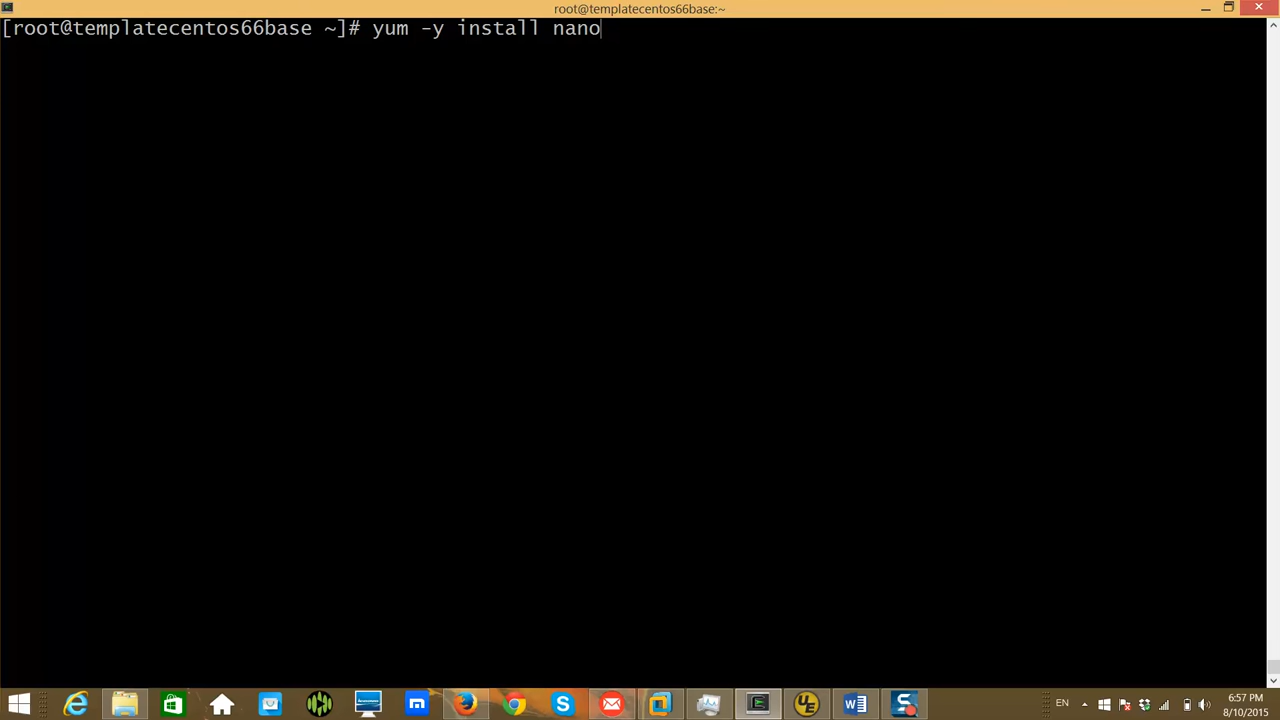 root@templatecentos66base:~
[root@templatecentos66base ~]# yum -y install nano
EN
6:57 PM
8/10/2015